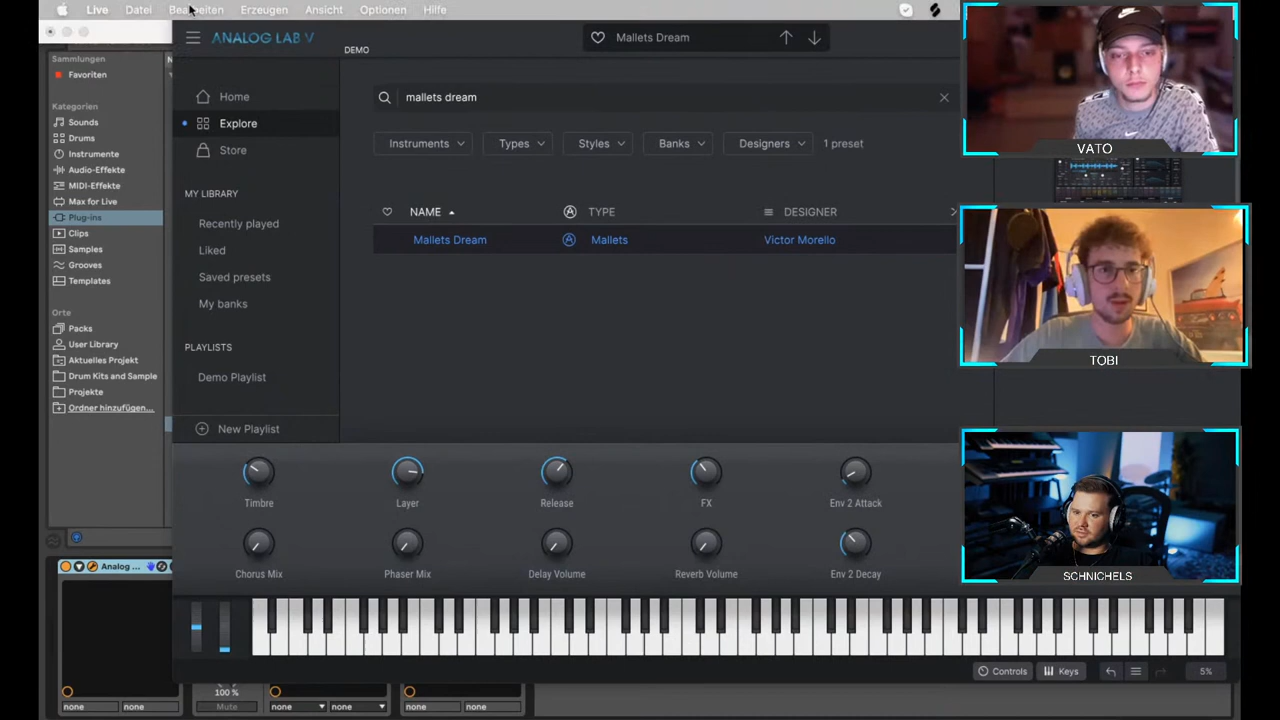 Live Datei Bearbeiten Erzeugen Ansicht Optionen Hilfe
ANALOG LAB V
DEMO
Mallets Dream
Sammlungen
Favoriten
Kategorien
Sounds
Drums
Instrumente
Audio-Effekte
MIDI-Effekte
Max for Live
Plug-ins
Clips
Samples
Grooves
Templates
Orte
Packs
User Library
Aktuelles Projekt
Drum Kits and Sample
Projekte
Ordner hinzufügen...
Home
Explore
Store
MY LIBRARY
Recently played
Liked
Saved presets
My banks
PLAYLISTS
Demo Playlist
New Playlist
mallets dream
Instruments Types Styles Banks Designers 1 preset
NAME TYPE DESIGNER
Mallets Dream Mallets Victor Morello
Timbre Layer Release FX Env 2 Attack
Chorus Mix Phaser Mix Delay Volume Reverb Volume Env 2 Decay
Controls Keys 5%
Analog ...
100 %
Mute
none none none none none none
VATO
TOBI
SCHNICHELS